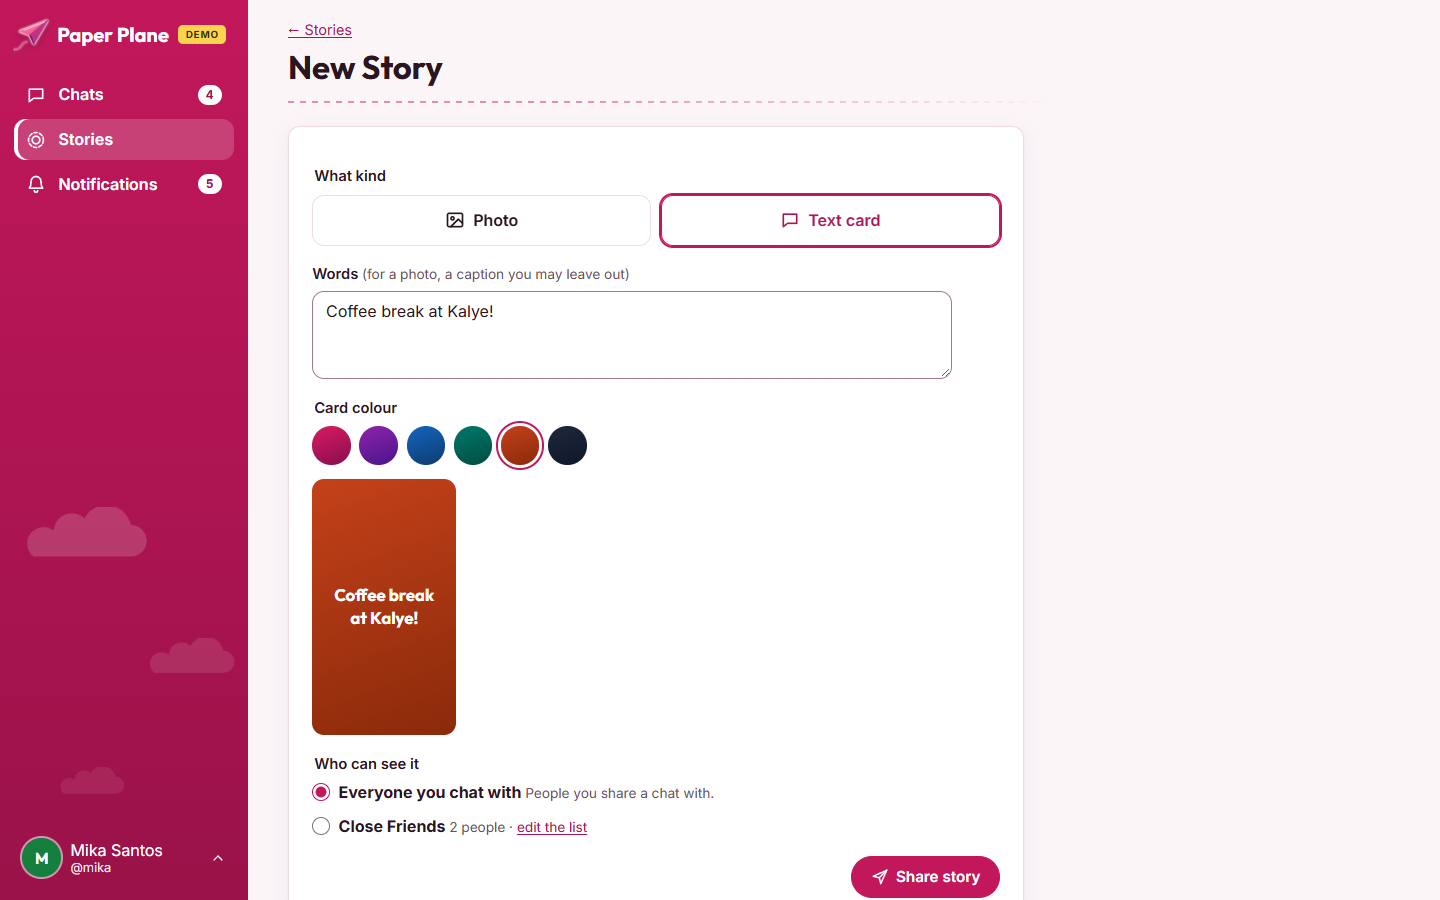 Paper Plane DEMO
Chats 4
Stories
Notifications 5
Mika Santos
@mika
M
← Stories
New Story
What kind
Photo
Text card
Words (for a photo, a caption you may leave out)
Coffee break at Kalye!
Card colour
Coffee break
at Kalye!
Who can see it
Everyone you chat with People you share a chat with.
Close Friends 2 people · edit the list
Share story